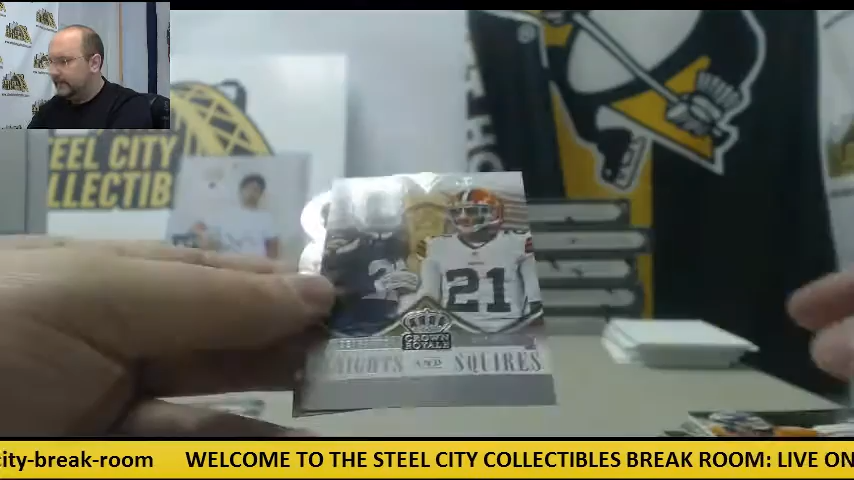 STEEL CITY
COLLECTIB
21
CROWN
ROYALE
KNIGHTS AND SQUIRES
city-break-room WELCOME TO THE STEEL CITY COLLECTIBLES BREAK ROOM: LIVE ON